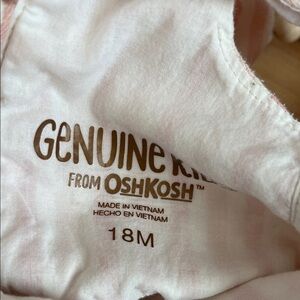 GENUINE
FROM OSHKOSH™
MADE IN VIETNAM
HECHO EN VIETNAM
18M